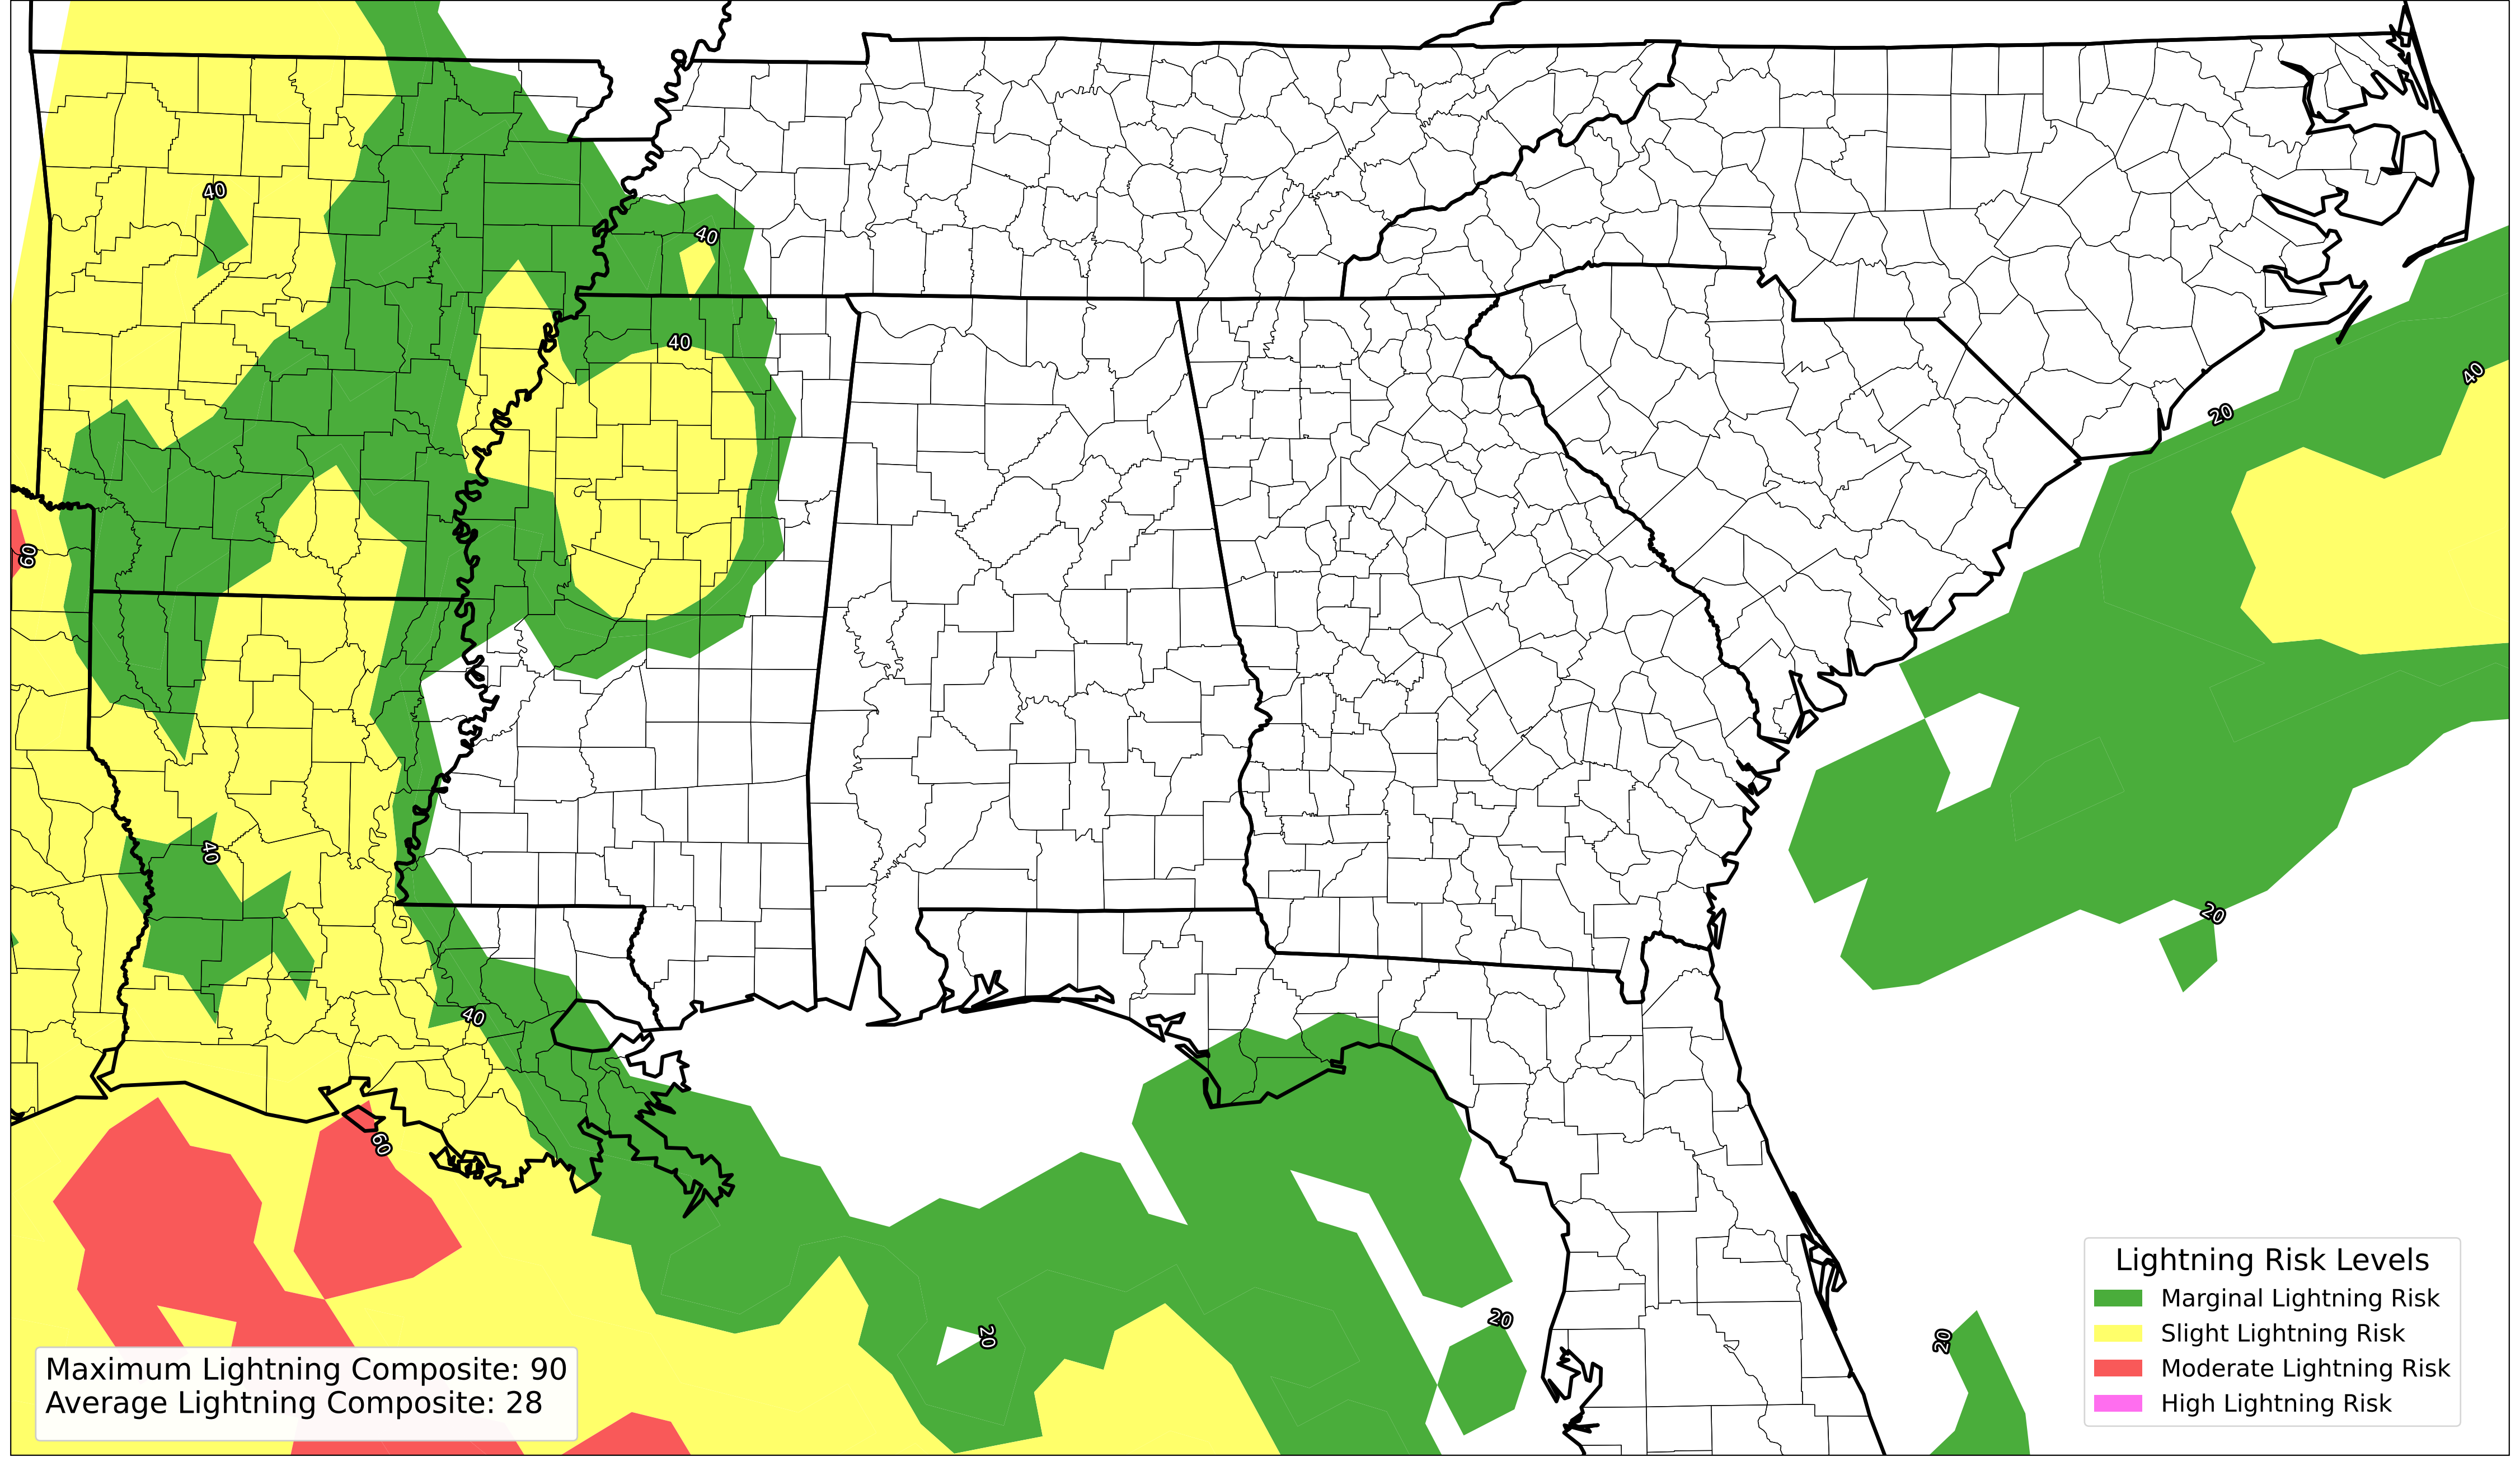 40
40
40
40
20
60
40
20
40
60
20
20
20
Lightning Risk Levels
Marginal Lightning Risk
Slight Lightning Risk
Moderate Lightning Risk
High Lightning Risk
Maximum Lightning Composite: 90
Average Lightning Composite: 28